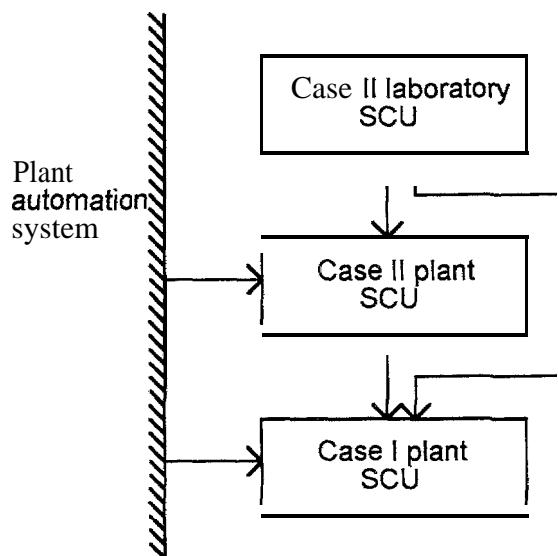 Case II laboratory
SCU
Plant
automation
system
Case II plant
SCU
Case I plant
SCU